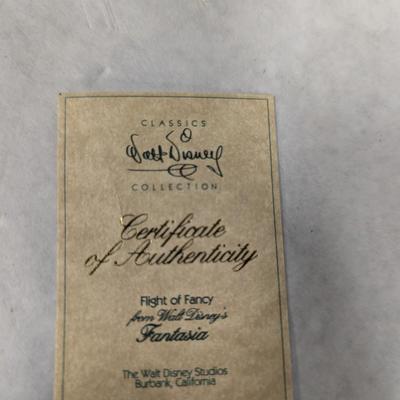 CLASSICS
Walt Disney
COLLECTION
Certificate
of Authenticity
Flight of Fancy
from Walt Disney's
Fantasia
The Walt Disney Studios
Burbank, California